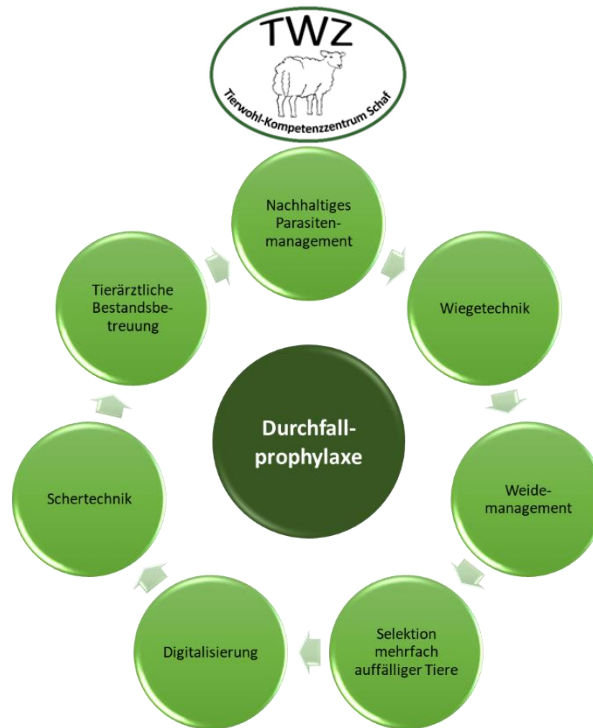 TWZ
Tierwohl-Kompetenzzentrum Schaf
Nachhaltiges
Parasiten-
management
Wiegetechnik
Weide-
management
Selektion
mehrfach
auffälliger Tiere
Digitalisierung
Schertechnik
Tierärztliche
Bestandsbe-
treuung
Durchfall-
prophylaxe